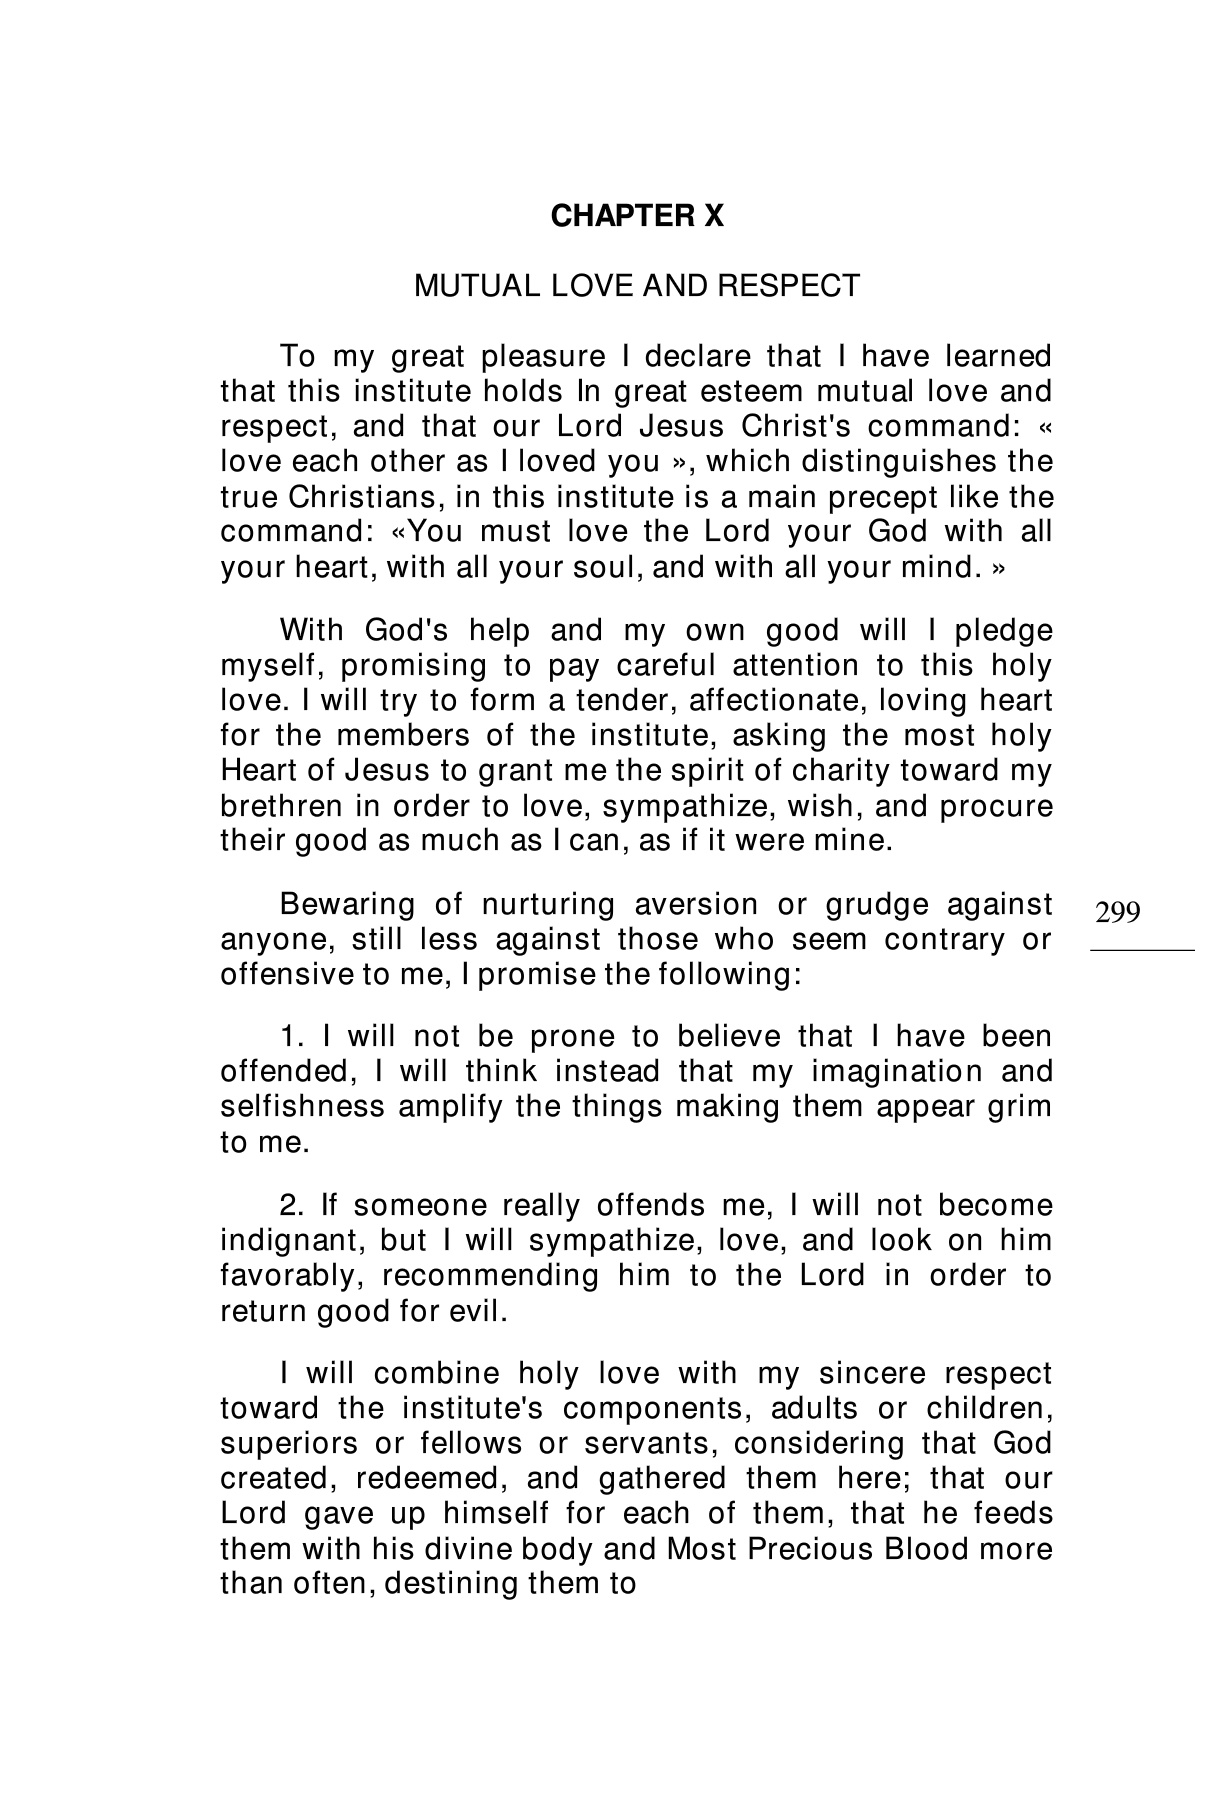 CHAPTER X
MUTUAL LOVE AND RESPECT
To my great pleasure I declare that I have learned
that this institute holds In great esteem mutual love and
respect, and that our Lord Jesus Christ's command: «
love each other as I loved you », which distinguishes the
true Christians, in this institute is a main precept like the
command: «You must love the Lord your God with all
your heart, with all your soul, and with all your mind. »
With God's help and my own good will I pledge
myself, promising to pay careful attention to this holy
love. I will try to form a tender, affectionate, loving heart
for the members of the institute, asking the most holy
Heart of Jesus to grant me the spirit of charity toward my
brethren in order to love, sympathize, wish, and procure
their good as much as I can, as if it were mine.
Bewaring of nurturing aversion or grudge against
anyone, still less against those who seem contrary or
offensive to me, I promise the following:
299
1. I will not be prone to believe that I have been
offended, I will think instead that my imagination and
selfishness amplify the things making them appear grim
to me.
2. If someone really offends me, I will not become
indignant, but I will sympathize, love, and look on him
favorably, recommending him to the Lord in order to
return good for evil.
I will combine holy love with my sincere respect
toward the institute's components, adults or children,
superiors or fellows or servants, considering that God
created, redeemed, and gathered them here; that our
Lord gave up himself for each of them, that he feeds
them with his divine body and Most Precious Blood more
than often, destining them to